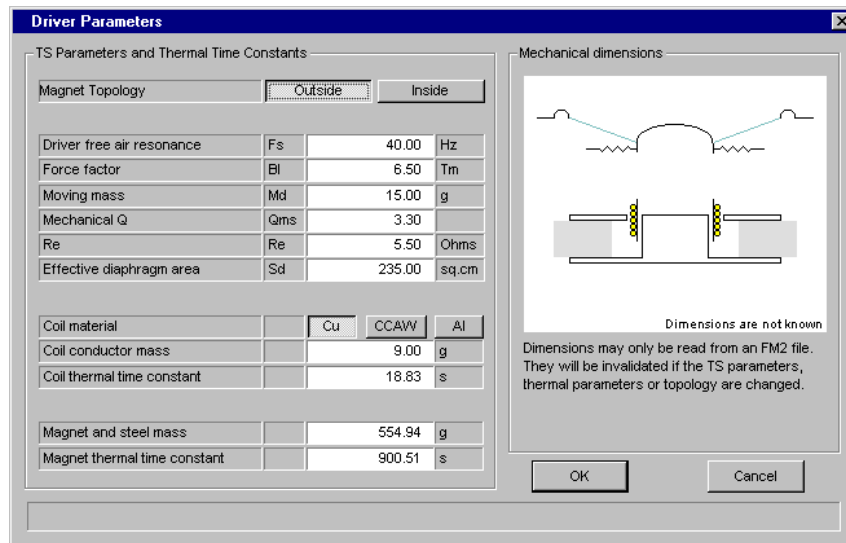 Driver Parameters
TS Parameters and Thermal Time Constants
Magnet Topology Outside Inside
Driver free air resonance Fs 40.00 Hz
Force factor Bl 6.50 Tm
Moving mass Md 15.00 g
Mechanical Q Qms 3.30
Re Re 5.50 Ohms
Effective diaphragm area Sd 235.00 sq.cm
Coil material Cu CCAW Al
Coil conductor mass 9.00 g
Coil thermal time constant 18.83 s
Magnet and steel mass 554.94 g
Magnet thermal time constant 900.51 s
Mechanical dimensions
Dimensions are not known
Dimensions may only be read from an FM2 file.
They will be invalidated if the TS parameters,
thermal parameters or topology are changed.
OK Cancel